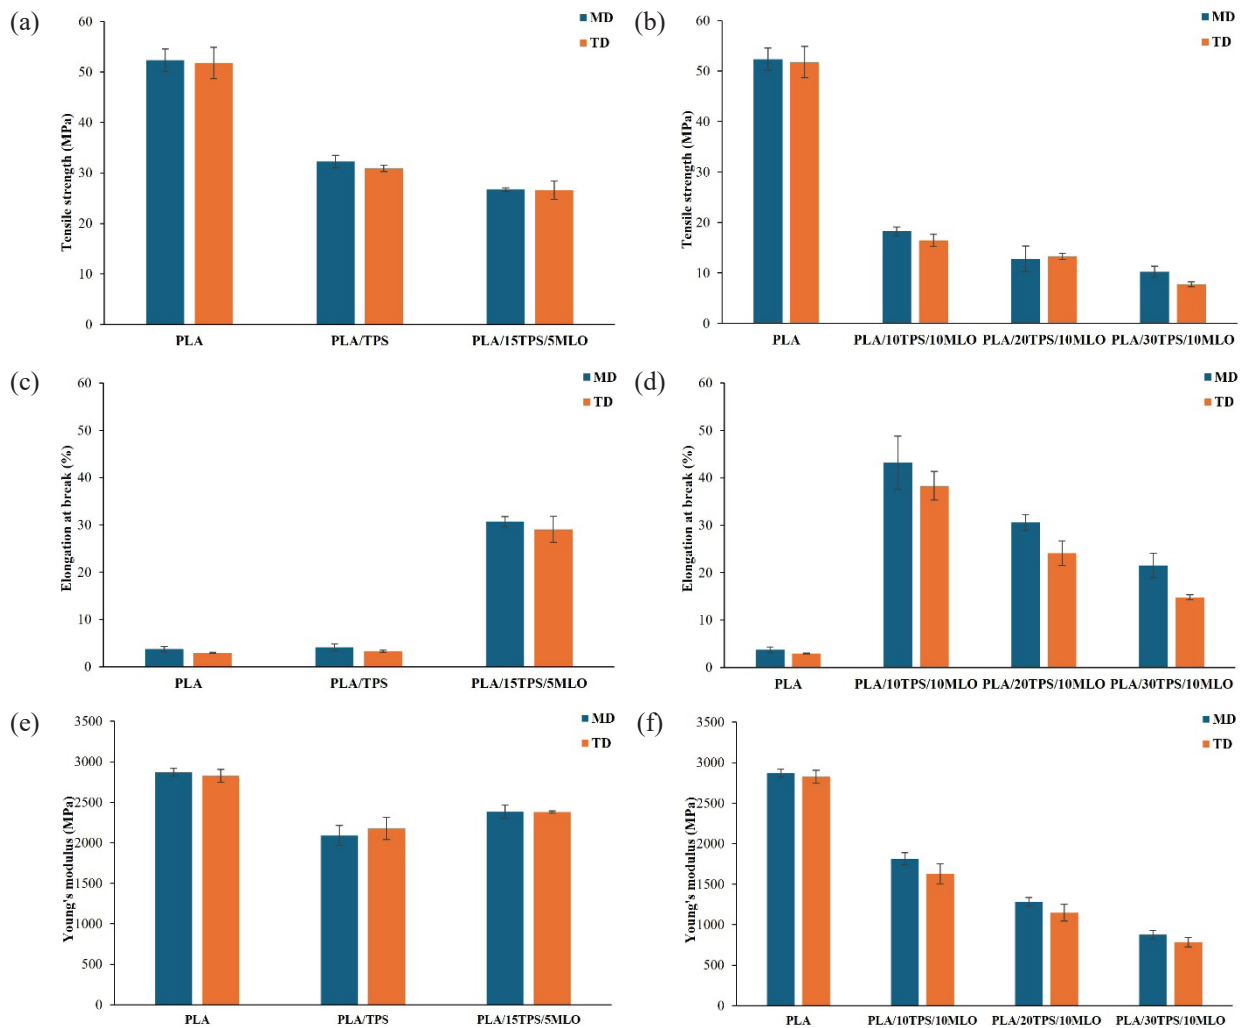 (a)
MD
TD
Tensile strength (MPa)
60
50
40
30
20
10
0
PLA
PLA/TPS
PLA/15TPS/5MLO
(b)
MD
TD
Tensile strength (MPa)
60
50
40
30
20
10
0
PLA
PLA/10TPS/10MLO
PLA/20TPS/10MLO
PLA/30TPS/10MLO
(c)
MD
TD
Elongation at break (%)
60
50
40
30
20
10
0
PLA
PLA/TPS
PLA/15TPS/5MLO
(d)
MD
TD
Elongation at break (%)
60
50
40
30
20
10
0
PLA
PLA/10TPS/10MLO
PLA/20TPS/10MLO
PLA/30TPS/10MLO
(e)
MD
TD
Young's modulus (MPa)
3500
3000
2500
2000
1500
1000
500
0
PLA
PLA/TPS
PLA/15TPS/5MLO
(f)
MD
TD
Young's modulus (MPa)
3500
3000
2500
2000
1500
1000
500
0
PLA
PLA/10TPS/10MLO
PLA/20TPS/10MLO
PLA/30TPS/10MLO